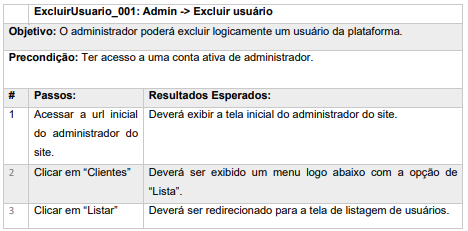 ExcluirUsuario_001: Admin -> Excluir usuário
Objetivo: O administrador poderá excluir logicamente um usuário da plataforma.
Precondição: Ter acesso a uma conta ativa de administrador.
# Passos: Resultados Esperados:
1 Acessar a url inicial Deverá exibir a tela inicial do administrador do site.
do administrador do
site.
2 Clicar em “Clientes” Deverá ser exibido um menu logo abaixo com a opção de
“Lista”.
3 Clicar em “Listar” Deverá ser redirecionado para a tela de listagem de usuários.